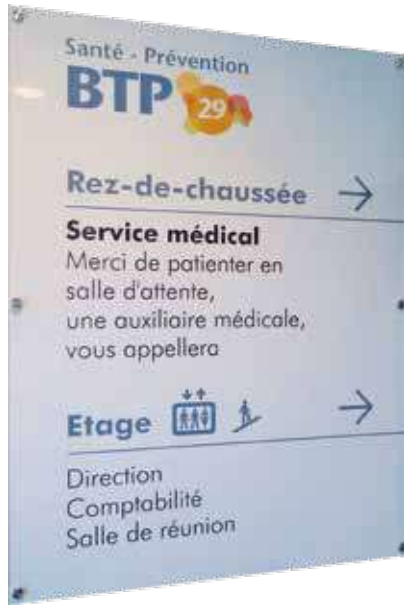 Santé - Prévention
BTP 29
Rez-de-chaussée
Service médical
Merci de patienter en
salle d'attente,
une auxiliaire médicale,
vous appellera
Etage
Direction
Comptabilité
Salle de réunion